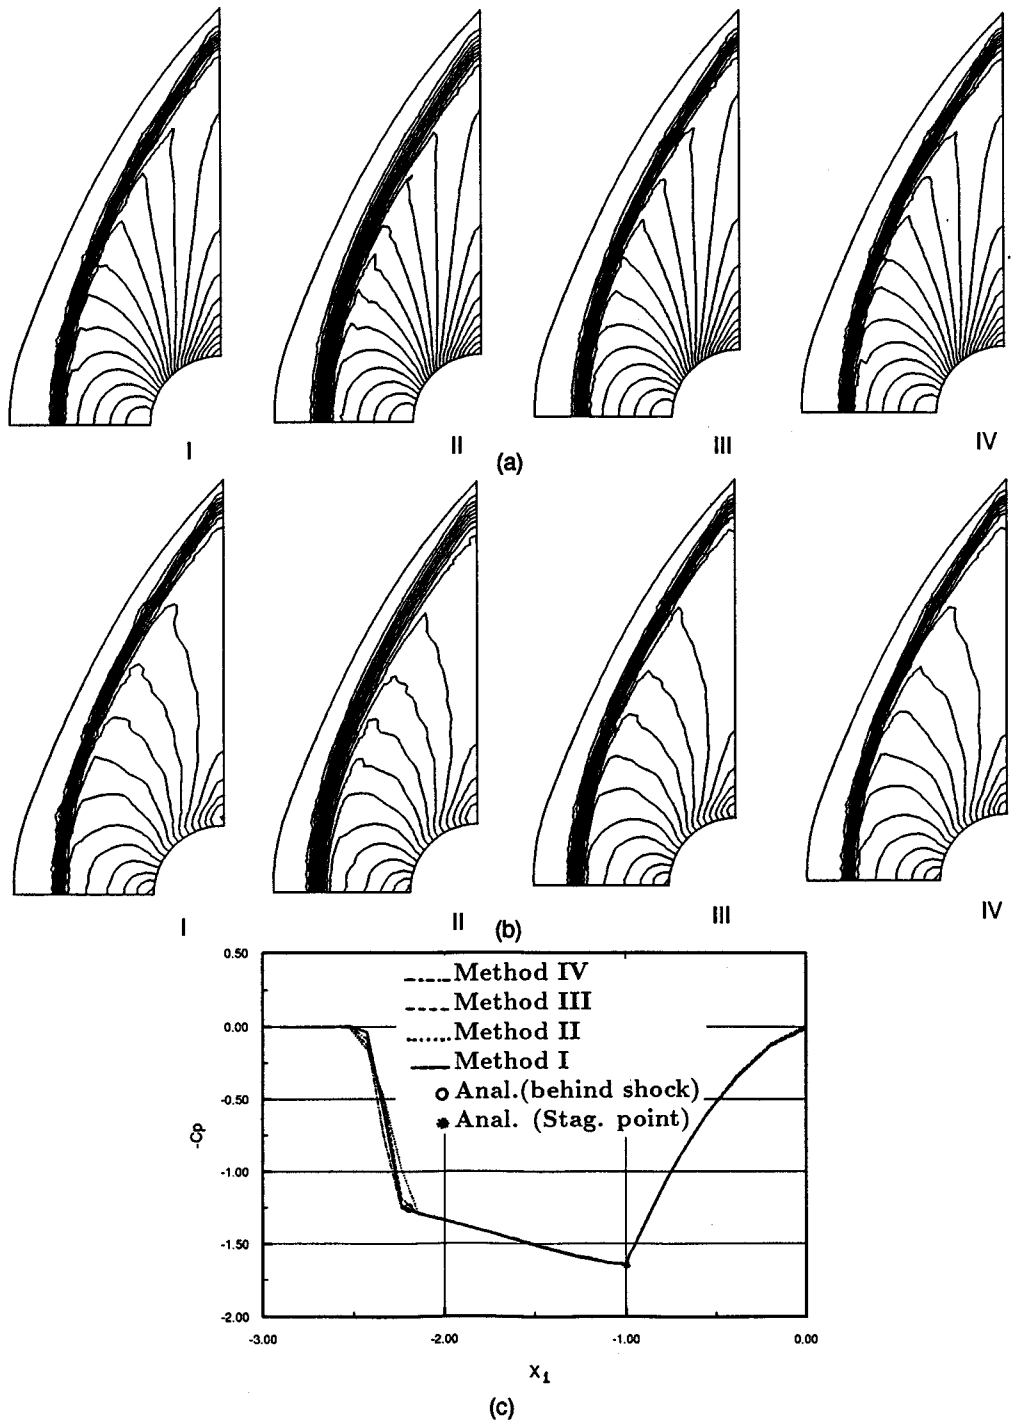 I II III IV
(a)
I II III IV
(b)
0.50
0.00
-0.50
-1.00
-1.50
-2.00
-Cp
Method IV
Method III
Method II
Method I
Anal.(behind shock)
Anal. (Stag. point)
-3.00 -2.00 -1.00 0.00
X1
(c)